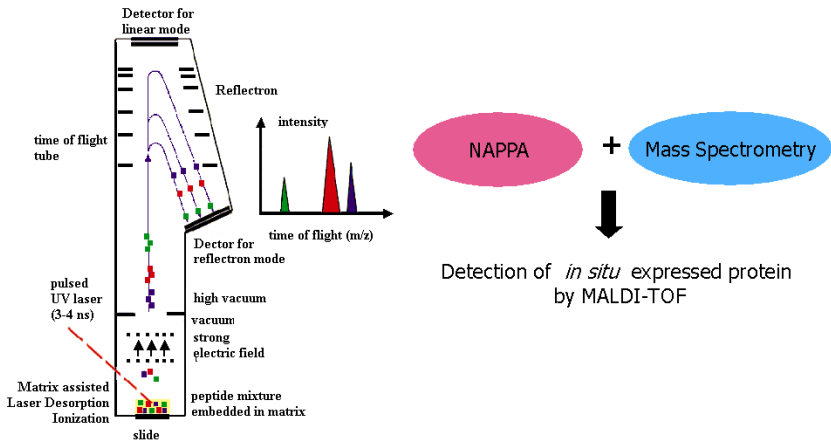 Detector for
linear mode
Reflectron
time of flight
tube
intensity
time of flight (m/z)
Dector for
reflectron mode
pulsed
UV laser
(3-4 ns)
high vacuum
vacuum
strong
electric field
Matrix assisted
Laser Desorption
Ionization
peptide mixture
embedded in matrix
slide
NAPPA
+
Mass Spectrometry
Detection of in situ expressed protein
by MALDI-TOF